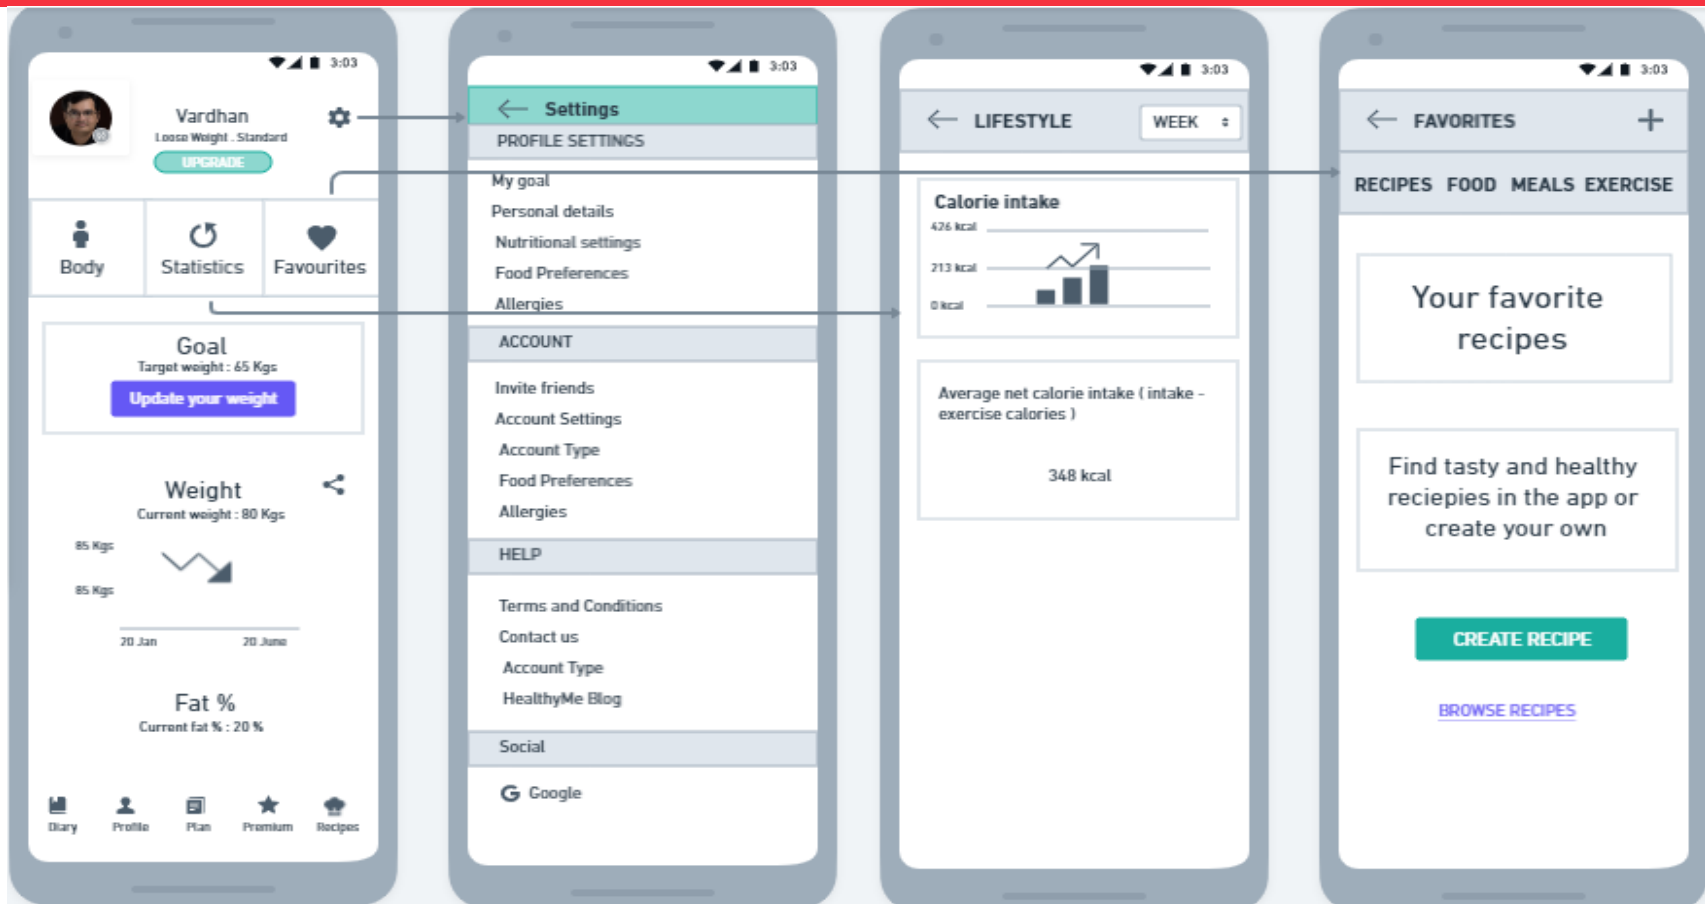 3:03
Vardhan
Loose Weight . Standard
UPGRADE
Body
Statistics
Favourites
Goal
Target weight : 65 Kgs
Update your weight
Weight
Current weight : 80 Kgs
85 Kgs
85 Kgs
20 Jan
20 June
Fat %
Current fat % : 20 %
Diary
Profile
Plan
Premium
Recipes
3:03
Settings
PROFILE SETTINGS
My goal
Personal details
Nutritional settings
Food Preferences
Allergies
ACCOUNT
Invite friends
Account Settings
Account Type
Food Preferences
Allergies
HELP
Terms and Conditions
Contact us
Account Type
HealthyMe Blog
Social
Google
3:03
LIFESTYLE
WEEK
Calorie intake
426 kcal
213 kcal
0 kcal
Average net calorie intake ( intake -
exercise calories )
348 kcal
3:03
FAVORITES
RECIPES FOOD MEALS EXERCISE
Your favorite
recipes
Find tasty and healthy
reciepies in the app or
create your own
CREATE RECIPE
BROWSE RECIPES